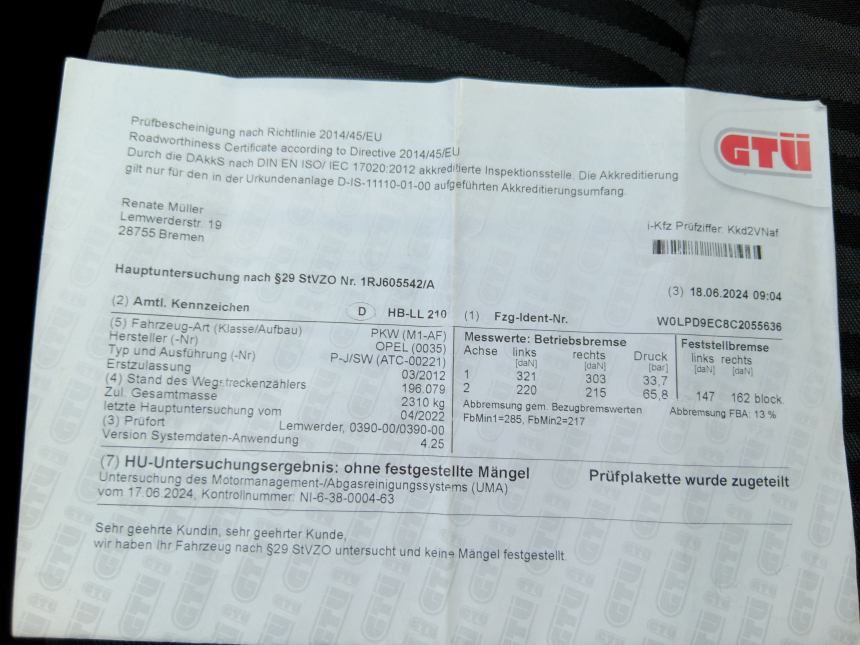 Prüfbescheinigung nach Richtlinie 2014/45/EU
Roadworthiness Certificate according to Directive 2014/45/EU
Durch die DAkkS nach DIN EN ISO/ IEC 17020:2012 akkreditierte Inspektionsstelle. Die Akkreditierung
gilt nur für den in der Urkundenanlage D-IS-11110-01-00 aufgeführten Akkreditierungsumfang.
GTÜ
Renate Müller
Lemwerderstr. 19
28755 Bremen
i-Kfz Prüfziffer: Kkd2VNaf
Hauptuntersuchung nach §29 StVZO Nr. 1RJ605542/A
(3) 18.06.2024 09:04
(2) Amtl. Kennzeichen D HB-LL 210 (1) Fzg-Ident-Nr. W0LPD9EC8C2055636
(5) Fahrzeug-Art (Klasse/Aufbau) PKW (M1-AF)
Hersteller (-Nr) OPEL (0035)
Typ und Ausführung (-Nr) P-J/SW (ATC-00221)
Erstzulassung 03/2012
(4) Stand des Wegstreckenzählers 196.079
Zul. Gesamtmasse 2310 kg
letzte Hauptuntersuchung vom 04/2022
(3) Prüfort Lemwerder, 0390-00/0390-00
Version Systemdaten-Anwendung 4.25
Messwerte: Betriebsbremse
Achse links rechts Druck
[daN] [daN] [bar]
1 321 303 33,7
2 220 215 65,8
Abbremsung gem. Bezugbremswerten
FbMin1=285, FbMin2=217
Feststellbremse
links rechts
[daN] [daN]
147 162 block.
Abbremsung FBA: 13 %
(7) HU-Untersuchungsergebnis: ohne festgestellte Mängel Prüfplakette wurde zugeteilt
Untersuchung des Motormanagement-/Abgasreinigungssystems (UMA)
vom 17.06.2024, Kontrollnummer: NI-6-38-0004-63
Sehr geehrte Kundin, sehr geehrter Kunde,
wir haben Ihr Fahrzeug nach §29 StVZO untersucht und keine Mängel festgestellt.